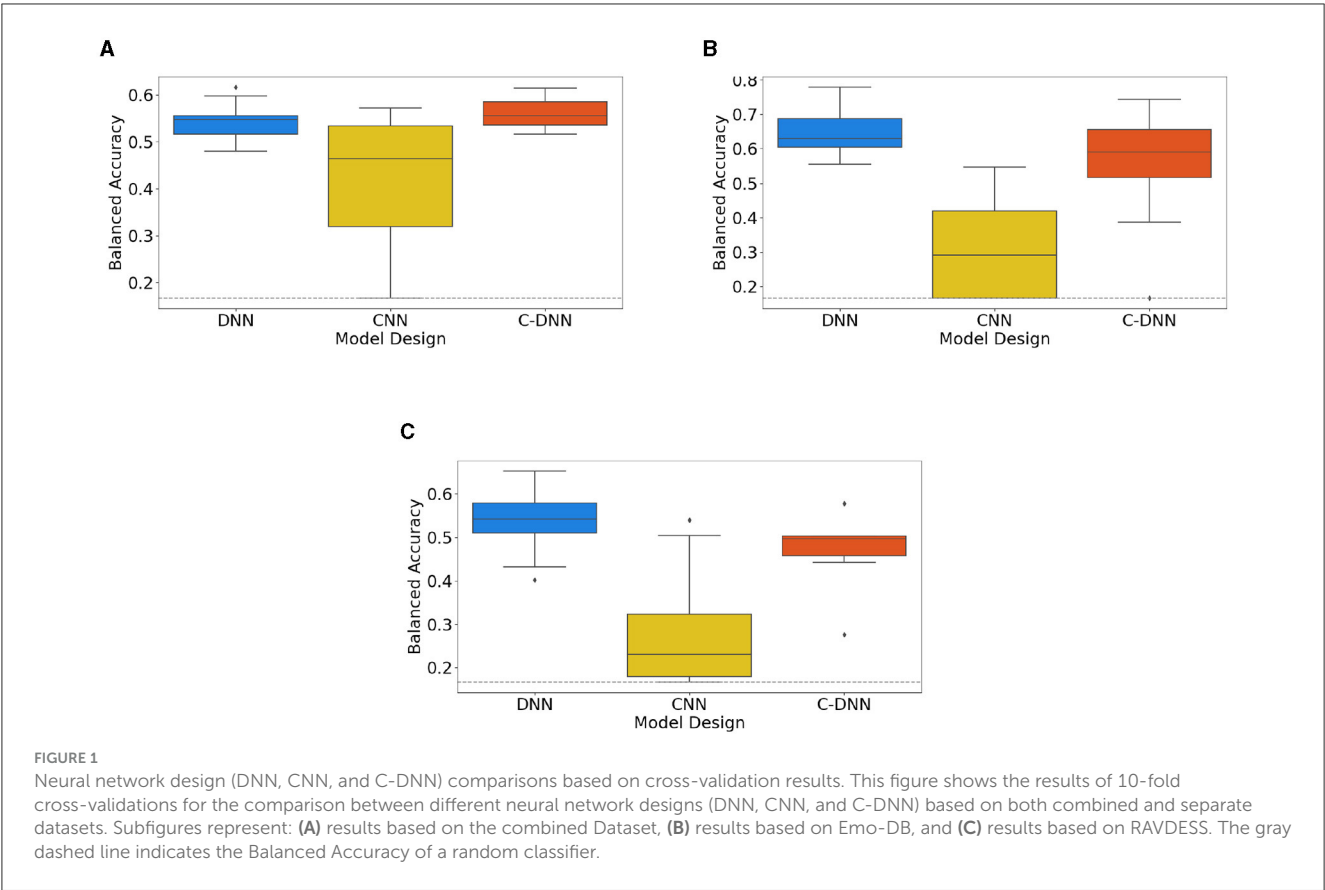 A
Balanced Accuracy
0.6
0.5
0.4
0.3
0.2
DNN CNN C-DNN
Model Design
B
Balanced Accuracy
0.8
0.7
0.6
0.5
0.4
0.3
0.2
DNN CNN C-DNN
Model Design
C
Balanced Accuracy
0.6
0.5
0.4
0.3
0.2
DNN CNN C-DNN
Model Design
FIGURE 1
Neural network design (DNN, CNN, and C-DNN) comparisons based on cross-validation results. This figure shows the results of 10-fold
cross-validations for the comparison between different neural network designs (DNN, CNN, and C-DNN) based on both combined and separate
datasets. Subfigures represent: (A) results based on the combined Dataset, (B) results based on Emo-DB, and (C) results based on RAVDESS. The gray
dashed line indicates the Balanced Accuracy of a random classifier.